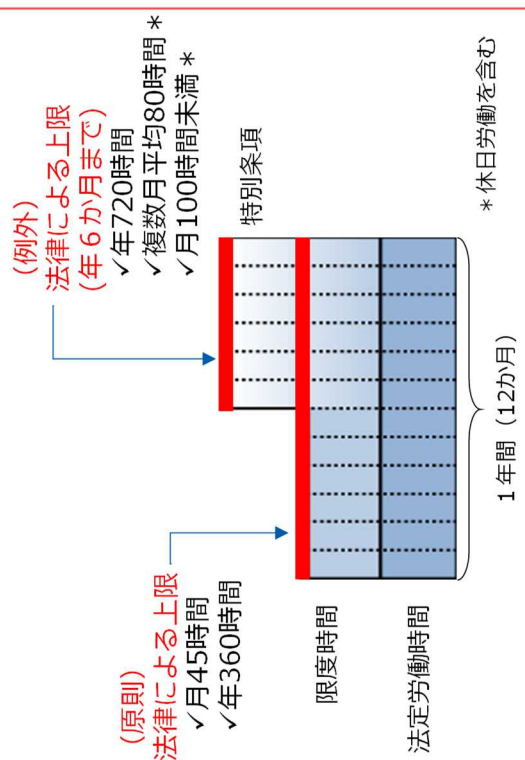 (原則)
法律による上限
✓月45時間
✓年360時間
(例外)
法律による上限
(年6か月まで)
✓年720時間
✓複数月平均80時間*
✓月100時間未満*
特別条項
限度時間
法定労働時間
1年間(12か月)
*休日労働を含む